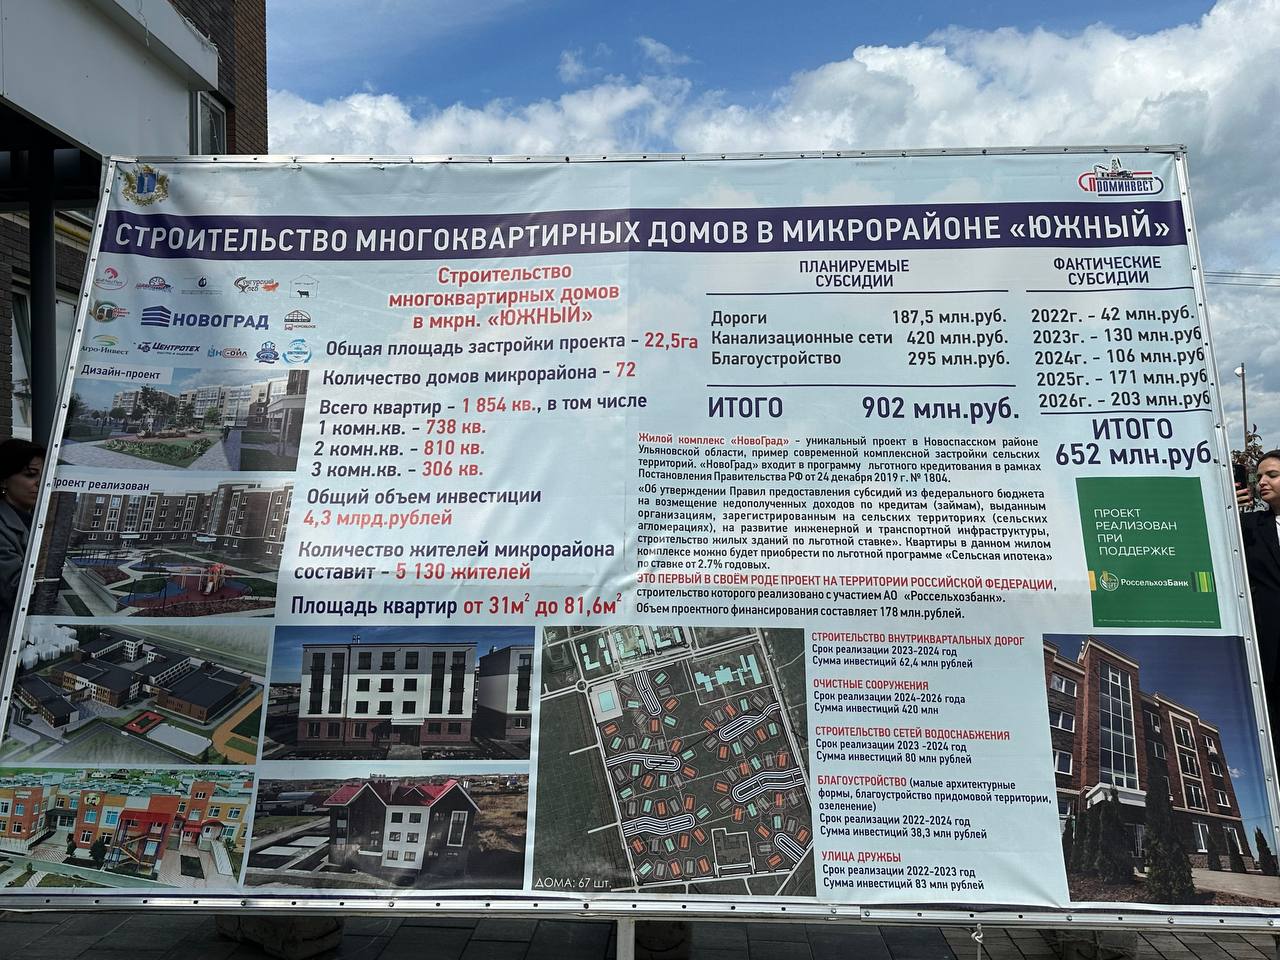 Проминвест
СТРОИТЕЛЬСТВО МНОГОКВАРТИРНЫХ ДОМОВ В МИКРОРАЙОНЕ «ЮЖНЫЙ»
НОВОГРАД
Агро-Инвест
Центротех
Дизайн-проект
Проект реализован
Строительство
многоквартирных домов
в мкрн. «ЮЖНЫЙ»
Общая площадь застройки проекта - 22,5га
Количество домов микрорайона - 72
Всего квартир - 1 854 кв., в том числе
1 комн.кв. - 738 кв.
2 комн.кв. - 810 кв.
3 комн.кв. - 306 кв.
Общий объем инвестиции
4,3 млрд.рублей
Количество жителей микрорайона
составит - 5 130 жителей
Площадь квартир от 31м² до 81,6м²
ПЛАНИРУЕМЫЕ
СУБСИДИИ
Дороги 187,5 млн.руб.
Канализационные сети 420 млн.руб.
Благоустройство 295 млн.руб.
ИТОГО 902 млн.руб.
ФАКТИЧЕСКИЕ
СУБСИДИИ
2022г. - 42 млн.руб.
2023г. - 130 млн.руб.
2024г. - 106 млн.руб.
2025г. - 171 млн.руб.
2026г. - 203 млн.руб.
ИТОГО
652 млн.руб.
Жилой комплекс «НовоГрад» - уникальный проект в Новоспасском районе
Ульяновской области, пример современной комплексной застройки сельских
территорий. «НовоГрад» входит в программу льготного кредитования в рамках
Постановления Правительства РФ от 24 декабря 2019 г. № 1804.
«Об утверждении Правил предоставления субсидий из федерального бюджета
на возмещение недополученных доходов по кредитам (займам), выданным
организациям, зарегистрированным на сельских территориях (сельских
агломерациях), на развитие инженерной и транспортной инфраструктуры,
строительство жилых зданий по льготной ставке». Квартиры в данном жилом
комплексе можно будет приобрести по льготной программе «Сельская ипотека»
по ставке от 2.7% годовых.
ЭТО ПЕРВЫЙ В СВОЁМ РОДЕ ПРОЕКТ НА ТЕРРИТОРИИ РОССИЙСКОЙ ФЕДЕРАЦИИ,
строительство которого реализовано с участием АО «Россельхозбанк».
Объем проектного финансирования составляет 178 млн.рублей.
ПРОЕКТ
РЕАЛИЗОВАН
ПРИ
ПОДДЕРЖКЕ
РоссельхозБанк
СТРОИТЕЛЬСТВО ВНУТРИКВАРТАЛЬНЫХ ДОРОГ
Срок реализации 2023-2024 год
Сумма инвестиций 62,4 млн рублей
ОЧИСТНЫЕ СООРУЖЕНИЯ
Срок реализации 2024-2026 года
Сумма инвестиций 420 млн
СТРОИТЕЛЬСТВО СЕТЕЙ ВОДОСНАБЖЕНИЯ
Срок реализации 2023 -2024 год
Сумма инвестиций 80 млн рублей
БЛАГОУСТРОЙСТВО (малые архитектурные
формы, благоустройство придомовой территории,
озеленение)
Срок реализации 2022-2024 год
Сумма инвестиций 38,3 млн рублей
УЛИЦА ДРУЖБЫ
Срок реализации 2022-2023 год
Сумма инвестиций 83 млн рублей
ДОМА: 67 шт.